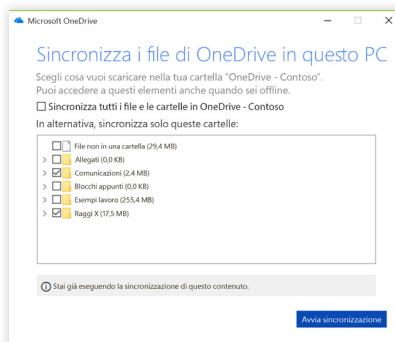 Microsoft OneDrive
Sincronizza i file di OneDrive in questo PC
Scegli cosa vuoi scaricare nella tua cartella "OneDrive - Contoso".
Puoi accedere a questi elementi anche quando sei offline.
Sincronizza tutti i file e le cartelle in OneDrive - Contoso
In alternativa, sincronizza solo queste cartelle:
File non in una cartella (29,4 MB)
Allegati (0,0 KB)
Comunicazioni (2,4 MB)
Blocchi appunti (0,0 KB)
Esempi lavoro (255,4 MB)
Raggi X (17,5 MB)
Stai già eseguendo la sincronizzazione di questo contenuto.
Avvia sincronizzazione